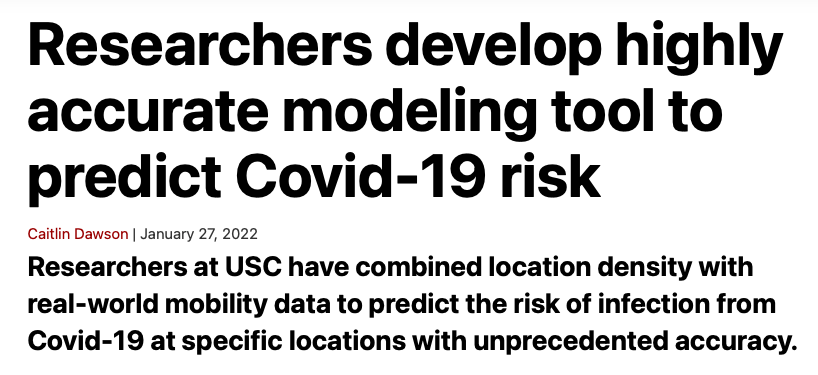 Researchers develop highly
accurate modeling tool to
predict Covid-19 risk
Caitlin Dawson | January 27, 2022
Researchers at USC have combined location density with
real-world mobility data to predict the risk of infection from
Covid-19 at specific locations with unprecedented accuracy.